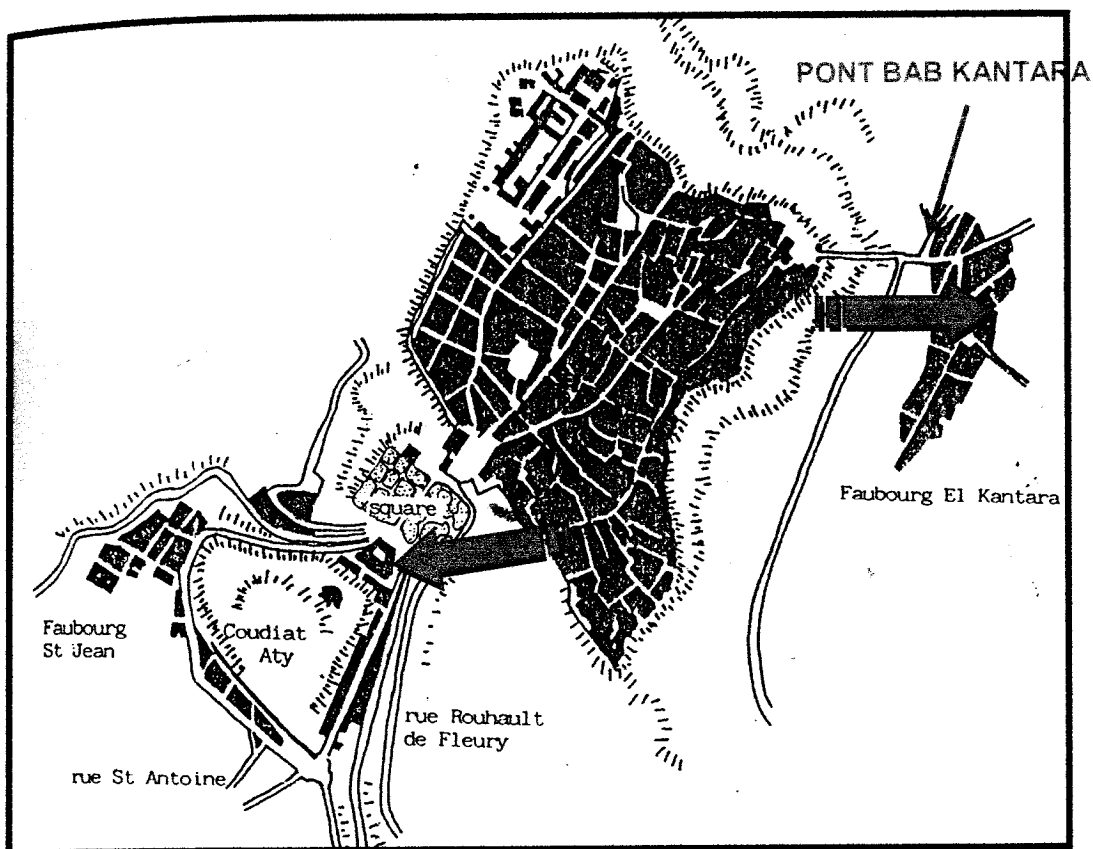 PONT BAB KANTARA
Faubourg El Kantara
square
Faubourg
St Jean
Coudiat
Aty
rue Rouhault
de Fleury
rue St Antoine